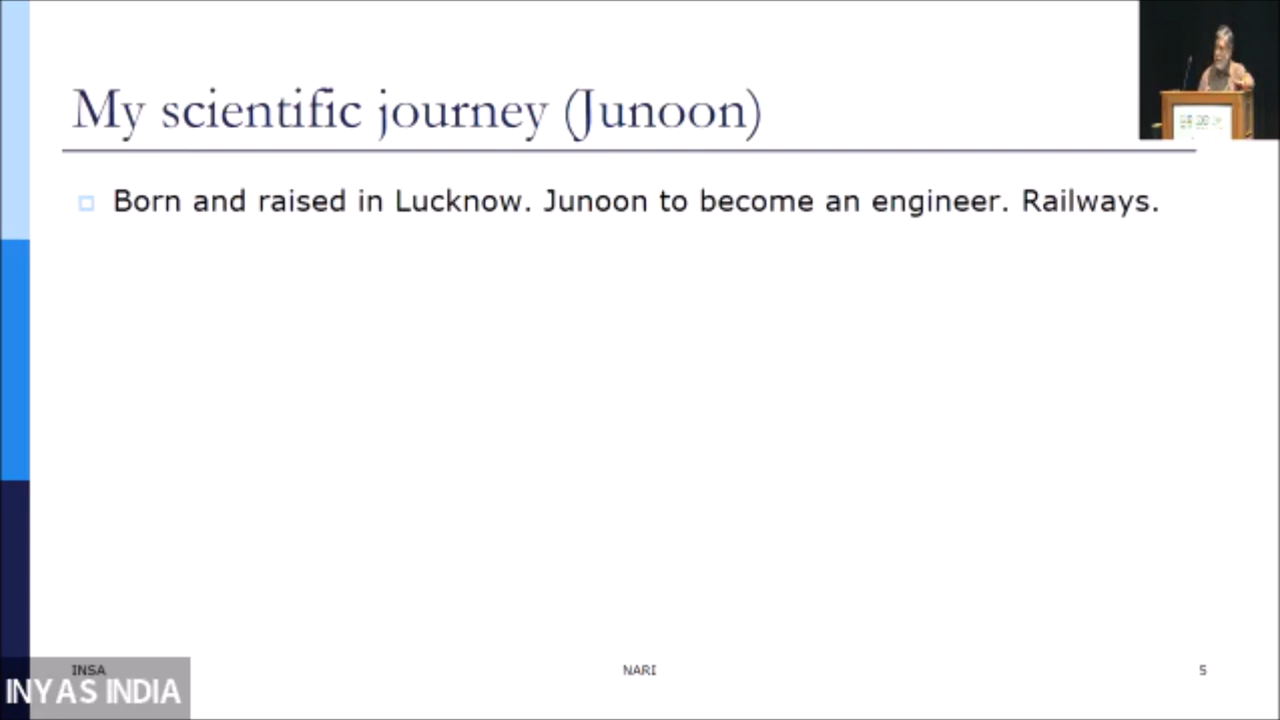 My scientific journey (Junoon)
Born and raised in Lucknow. Junoon to become an engineer. Railways.
INSA
NARI
5
INYAS INDIA